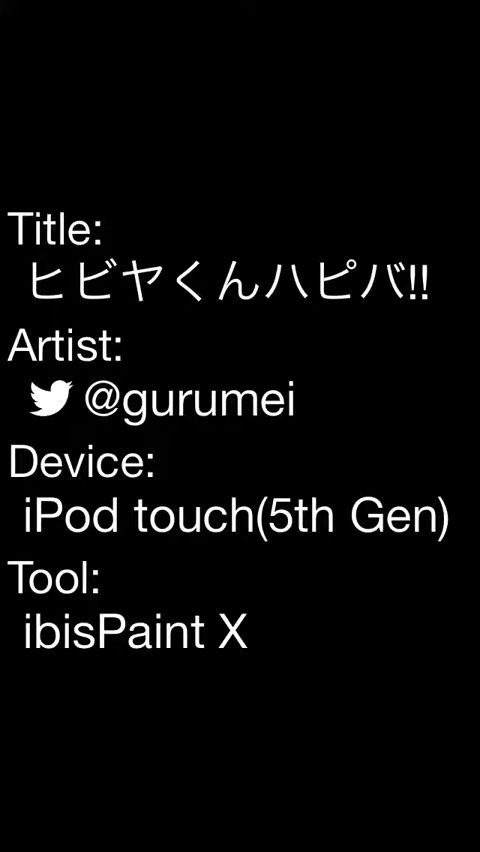 Title:
ヒビヤくんハピバ!!
Artist:
@gurumei
Device:
iPod touch(5th Gen)
Tool:
ibisPaint X